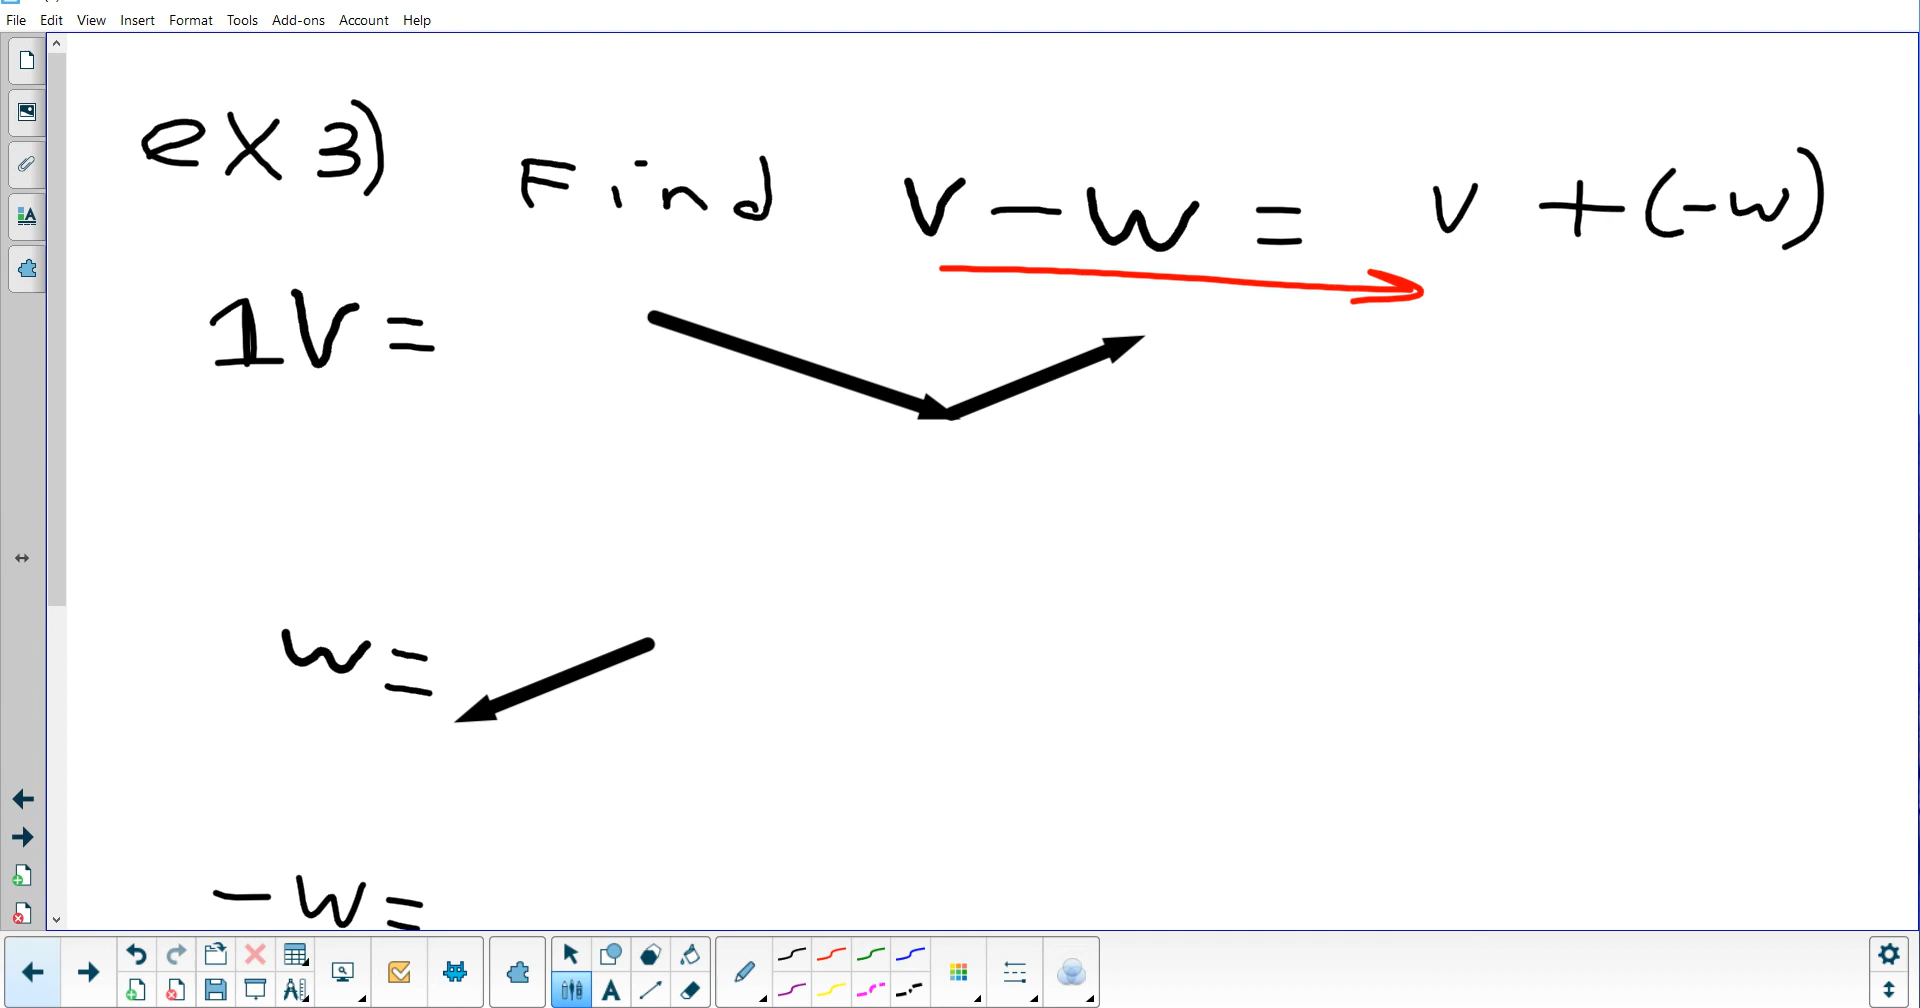 File Edit View Insert Format Tools Add-ons Account Help
ex 3) Find v - w = v + (-w)
1v =
w =
-w =